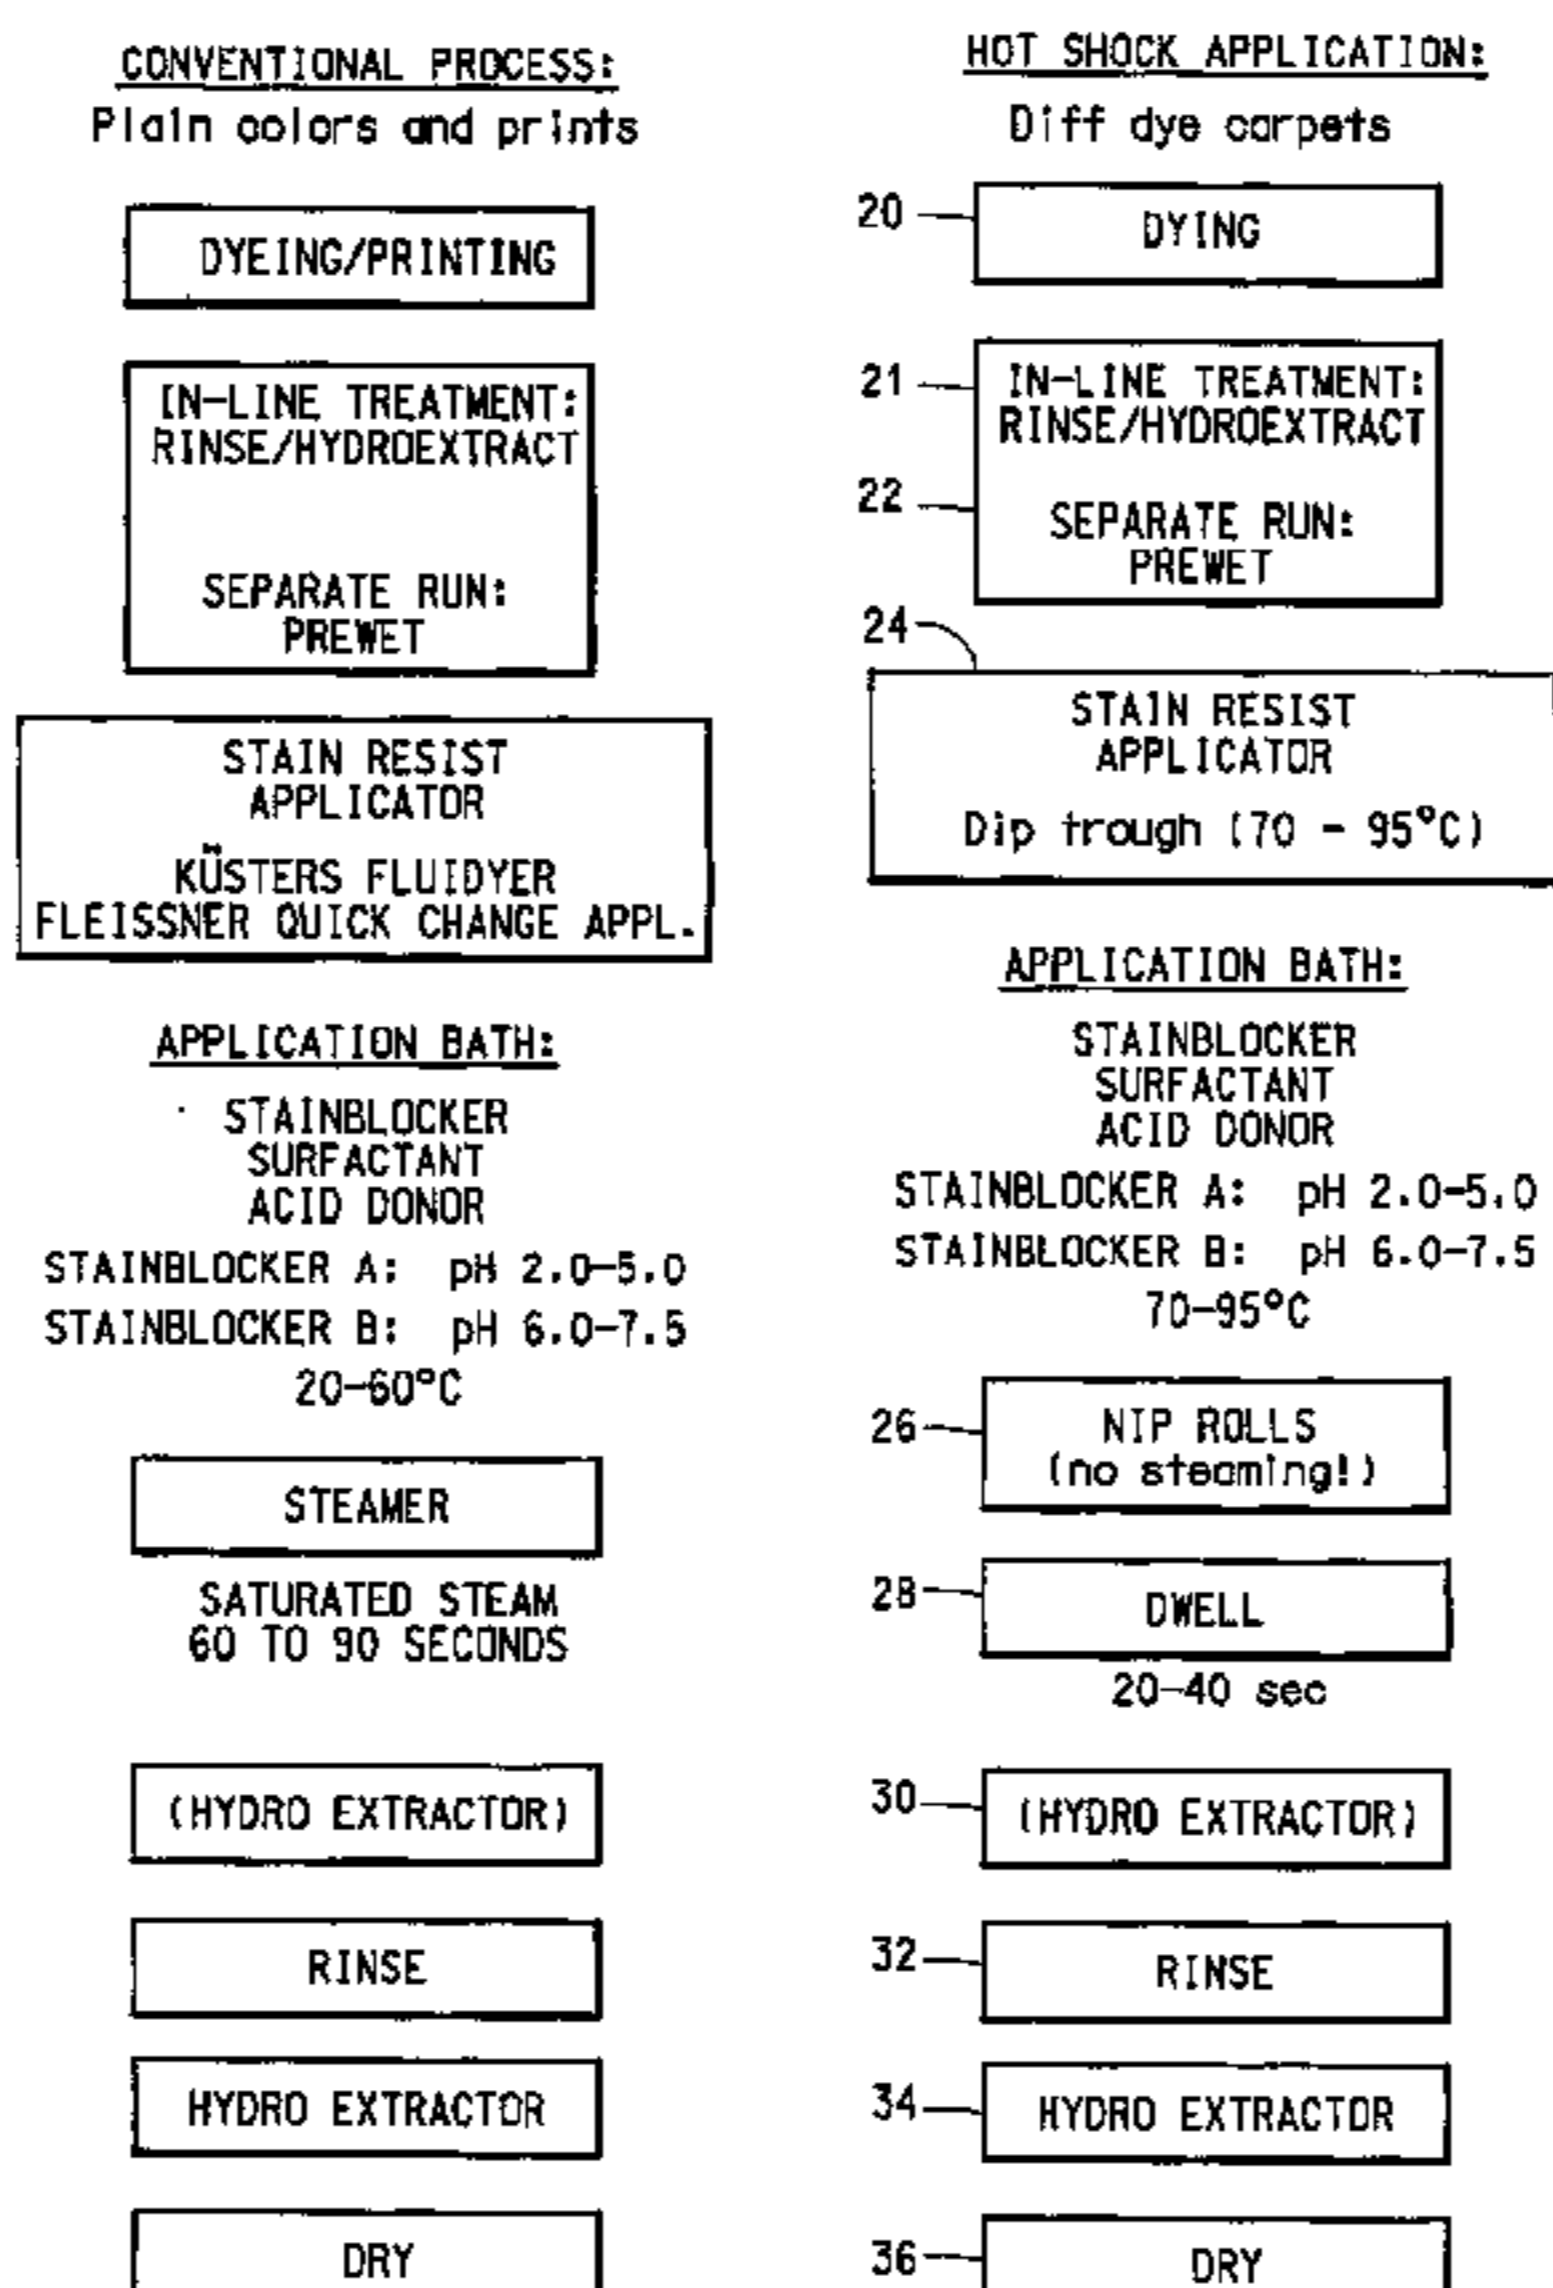 CONVENTIONAL PROCESS:
Plain colors and prints
DYEING/PRINTING
IN-LINE TREATMENT:
RINSE/HYDROEXTRACT
SEPARATE RUN:
PREWET
STAIN RESIST
APPLICATOR
KÜSTERS FLUIDYER
FLEISSNER QUICK CHANGE APPL.
APPLICATION BATH:
STAINBLOCKER
SURFACTANT
ACID DONOR
STAINBLOCKER A: pH 2.0-5.0
STAINBLOCKER B: pH 6.0-7.5
20-60°C
STEAMER
SATURATED STEAM
60 TO 90 SECONDS
(HYDRO EXTRACTOR)
RINSE
HYDRO EXTRACTOR
DRY
HOT SHOCK APPLICATION:
Diff dye carpets
20
DYING
21
IN-LINE TREATMENT:
RINSE/HYDROEXTRACT
22
SEPARATE RUN:
PREWET
24
STAIN RESIST
APPLICATOR
Dip trough (70 - 95°C)
APPLICATION BATH:
STAINBLOCKER
SURFACTANT
ACID DONOR
STAINBLOCKER A: pH 2.0-5.0
STAINBLOCKER B: pH 6.0-7.5
70-95°C
26
NIP ROLLS
(no steaming!)
28
DWELL
20-40 sec
30
(HYDRO EXTRACTOR)
32
RINSE
34
HYDRO EXTRACTOR
36
DRY